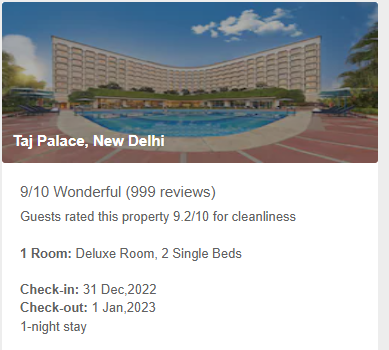 Taj Palace, New Delhi
9/10 Wonderful (999 reviews)
Guests rated this property 9.2/10 for cleanliness
1 Room: Deluxe Room, 2 Single Beds
Check-in: 31 Dec,2022
Check-out: 1 Jan,2023
1-night stay